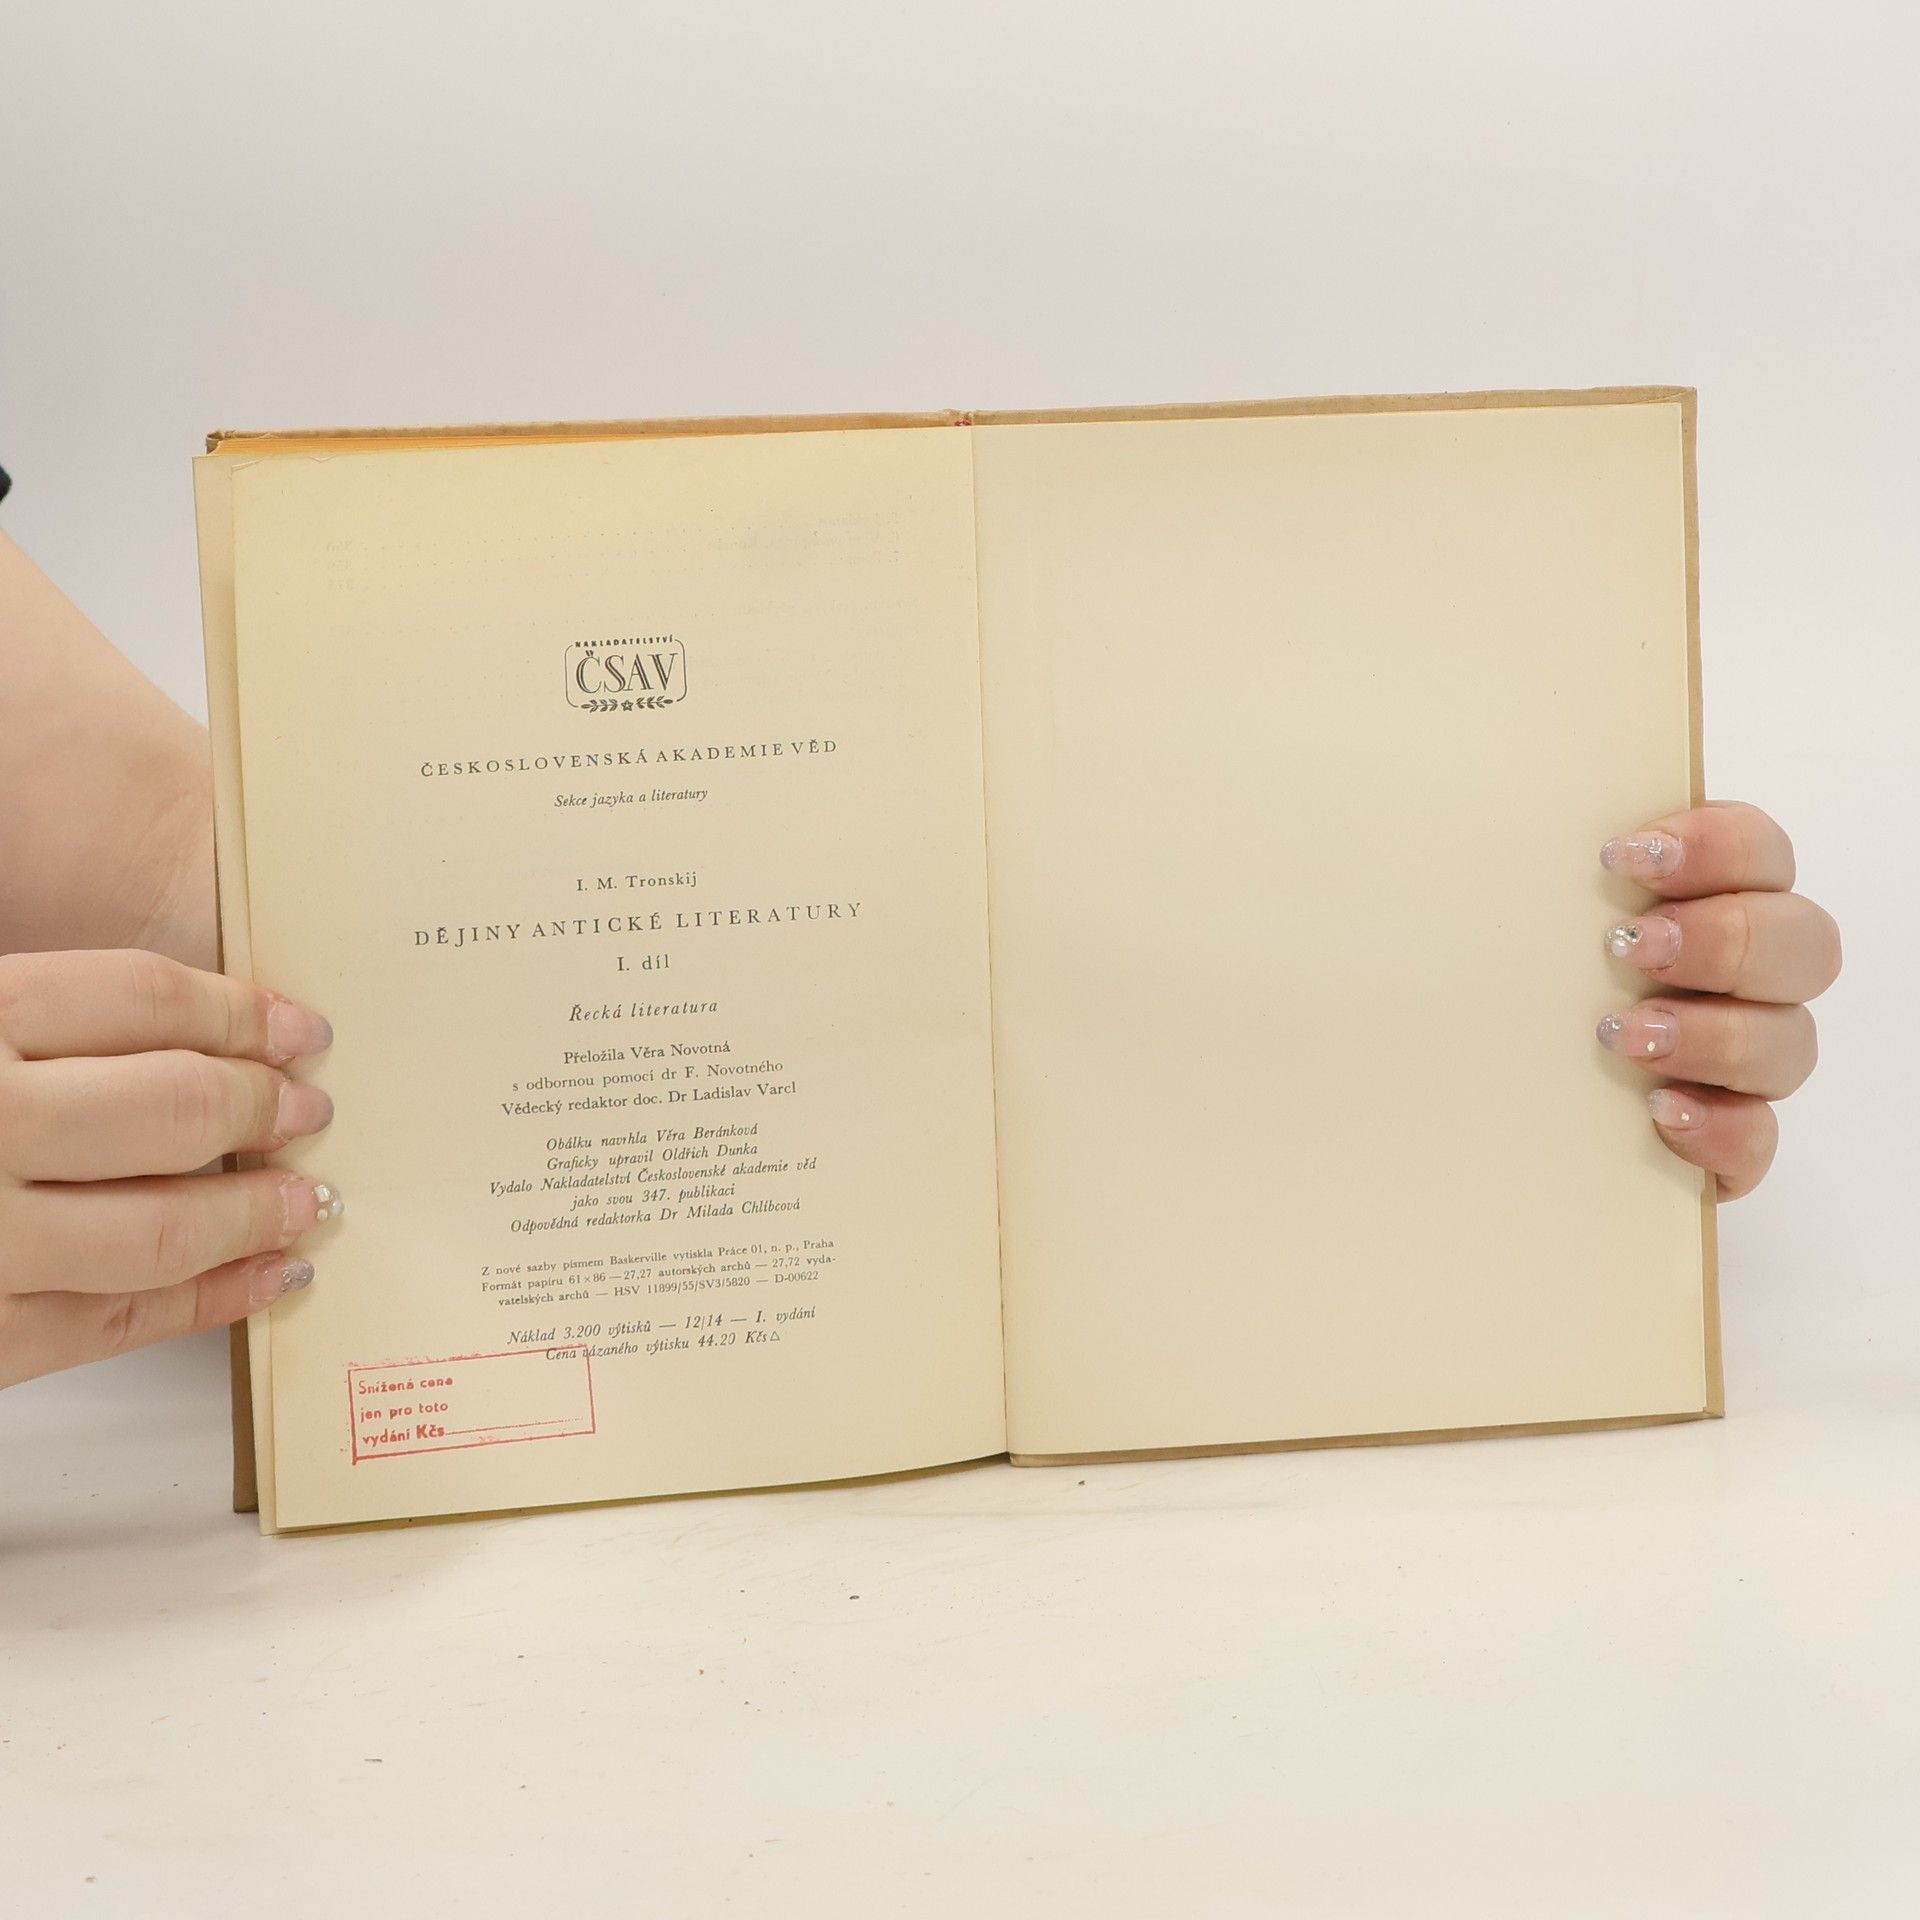 NAKLADATELSTVÍ
ČSAV
ČESKOSLOVENSKÁ AKADEMIE VĚD
Sekce jazyka a literatury
I. M. Tronskij
DĚJINY ANTICKÉ LITERATURY
I. díl
Řecká literatura
Přeložila Věra Novotná
s odbornou pomocí dr F. Novotného
Vědecký redaktor doc. Dr Ladislav Varcl
Obálku navrhla Věra Beránková
Graficky upravil Oldřich Dunka
Vydalo Nakladatelství Československé akademie věd
jako svou 347. publikaci
Odpovědná redaktorka Dr Milada Chlíbcová
Z nové sazby písmem Baskerville vytiskla Práce 01, n. p., Praha
Formát papíru 61×86 — 27,27 autorských archů — 27,72 vyda-
vatelských archů — HSV 11899/55/SV3/5820 — D-00622
Náklad 3.200 výtisků — 12/14 — I. vydání
Cena vázaného výtisku 44.20 Kčs △
Snížená cena
jen pro toto
vydání Kčs